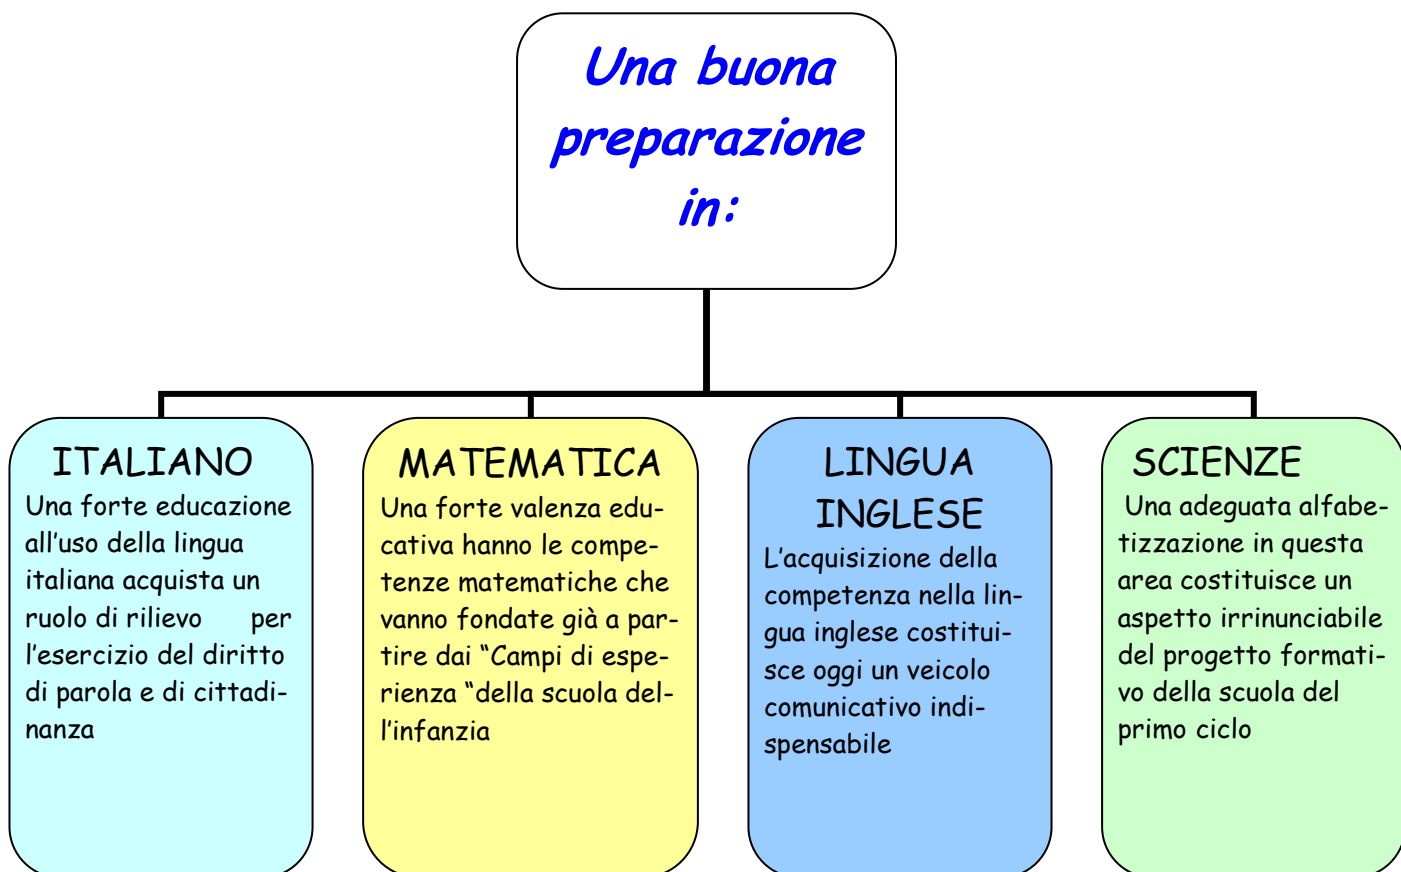 Una buona
preparazione
in:
ITALIANO
Una forte educazione
all'uso della lingua
italiana acquista un
ruolo di rilievo per
l'esercizio del diritto
di parola e di cittadi-
nanza
MATEMATICA
Una forte valenza edu-
cativa hanno le compe-
tenze matematiche che
vanno fondate già a par-
tire dai "Campi di espe-
rienza "della scuola del-
l'infanzia
LINGUA
INGLESE
L'acquisizione della
competenza nella lin-
gua inglese costitui-
sce oggi un veicolo
comunicativo indi-
spensabile
SCIENZE
Una adeguata alfabe-
tizzazione in questa
area costituisce un
aspetto irrinunciabile
del progetto formati-
vo della scuola del
primo ciclo